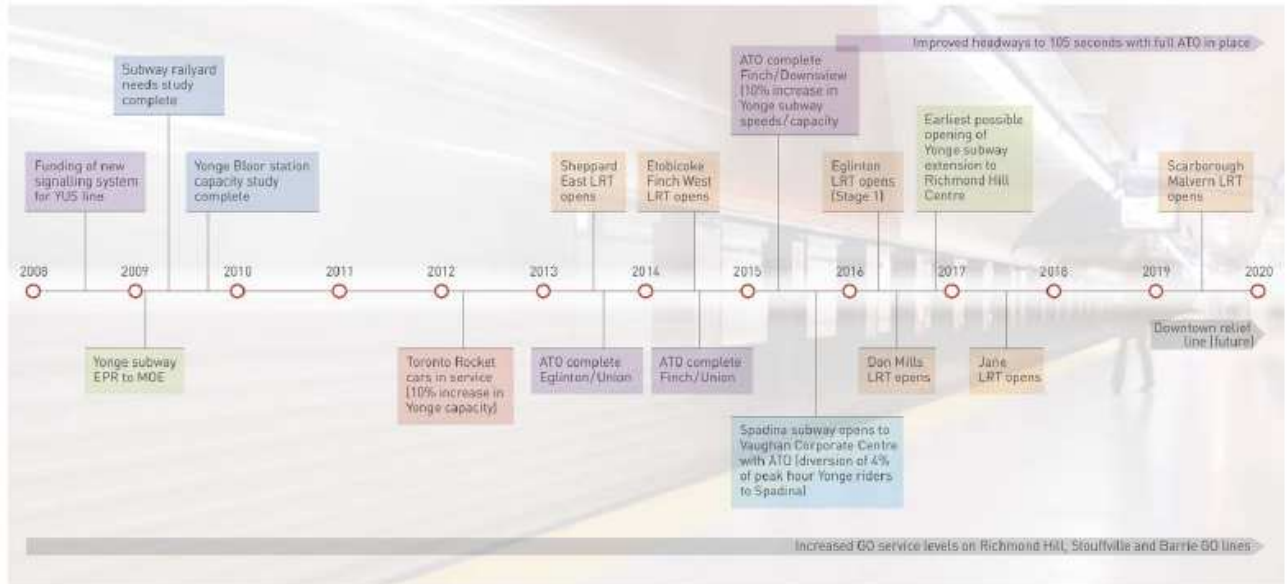 Improved headways to 105 seconds with full ATO in place
Subway railyard
needs study
complete
ATO complete
Finch/Downsview
(10% increase in
Yonge subway
speeds/capacity
Funding of new
signalling system
for YUS line
Yonge Bloor station
capacity study
complete
Sheppard
East LRT
opens
Etobicoke
Finch West
LRT opens
Eglinton
LRT opens
(Stage 1)
Earliest possible
opening of
Yonge subway
extension to
Richmond Hill
Centre
Scarborough
Malvern LRT
opens
2008 2009 2010 2011 2012 2013 2014 2015 2016 2017 2018 2019 2020
Yonge subway
EPR to MOE
Toronto Rocket
cars in service
(10% increase in
Yonge capacity)
ATO complete
Eglinton/Union
ATO complete
Finch/Union
Don Mills
LRT opens
Jane
LRT opens
Downtown relief
line (future)
Spadina subway opens to
Vaughan Corporate Centre
with ATO (diversion of 4%
of peak hour Yonge riders
to Spadina)
Increased GO service levels on Richmond Hill, Stouffville and Barrie GO lines